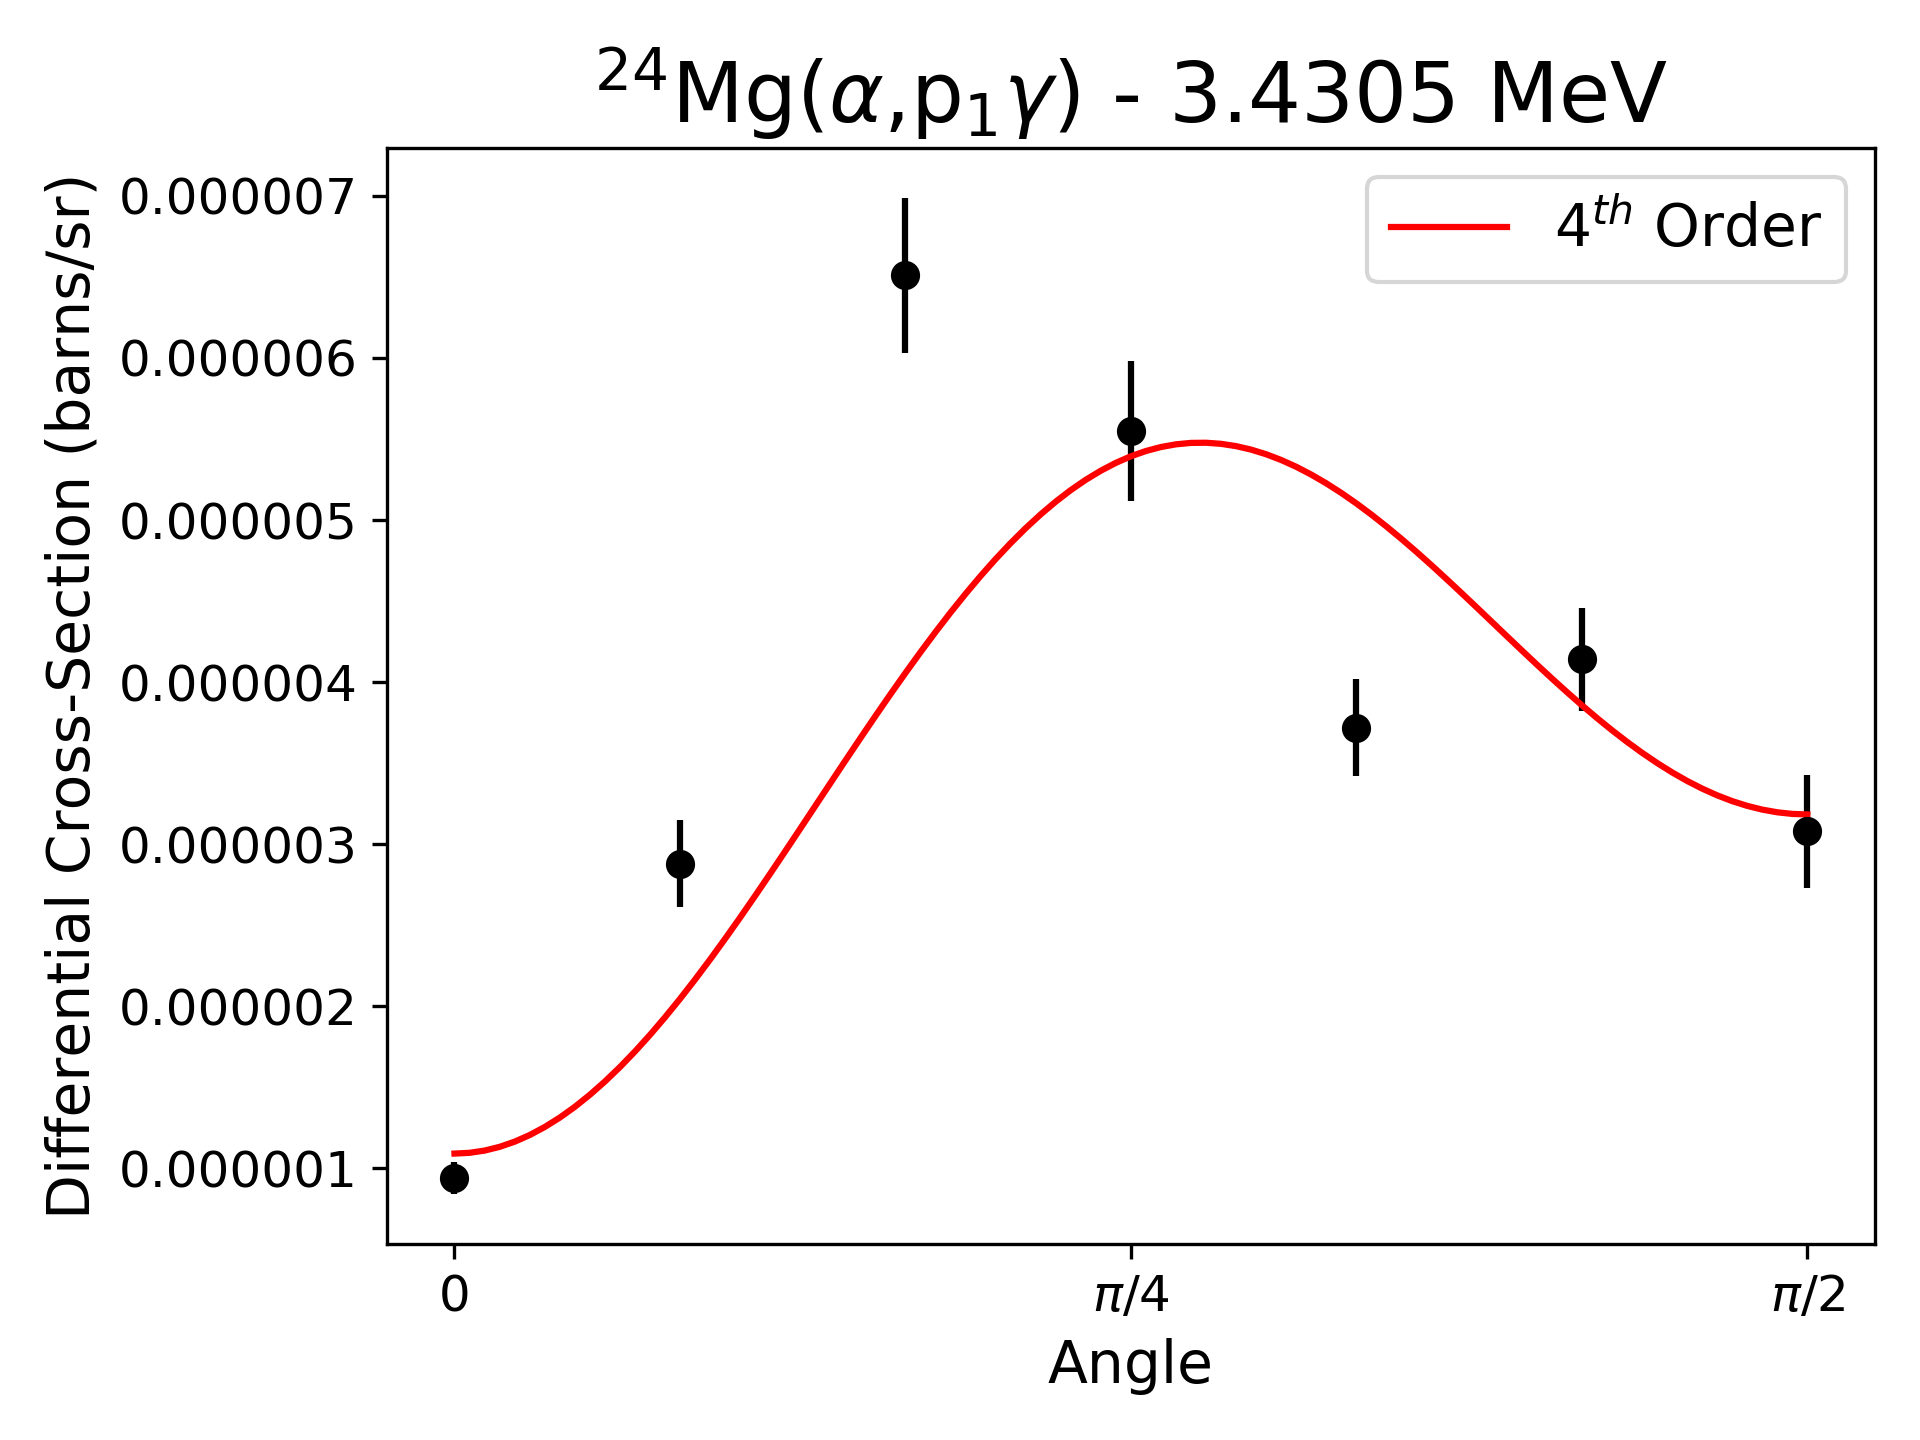 ²⁴Mg(α,p₁γ) - 3.4305 MeV
4ᵗʰ Order
Differential Cross-Section (barns/sr)
0.000007
0.000006
0.000005
0.000004
0.000003
0.000002
0.000001
0 π/4 π/2
Angle